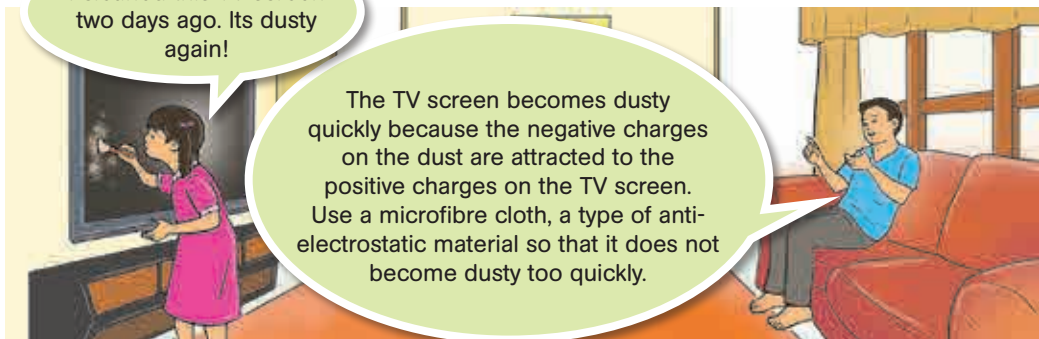 two days ago. Its dusty
again!
The TV screen becomes dusty
quickly because the negative charges
on the dust are attracted to the
positive charges on the TV screen.
Use a microfibre cloth, a type of anti-
electrostatic material so that it does not
become dusty too quickly.